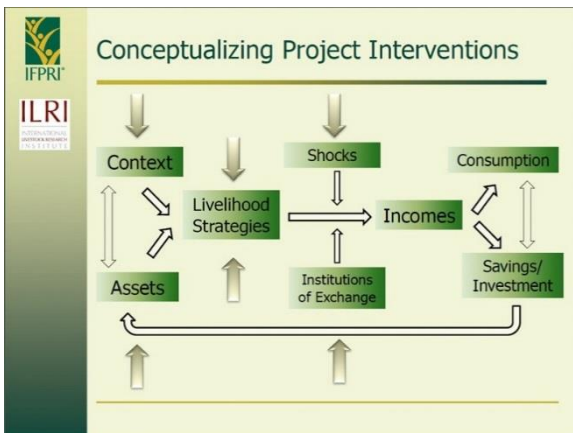 IFPRI®
Conceptualizing Project Interventions
ILRI
INTERNATIONAL
LIVESTOCK RESEARCH
INSTITUTE
Context
Shocks
Consumption
Livelihood
Strategies
Incomes
Assets
Institutions
of Exchange
Savings/
Investment